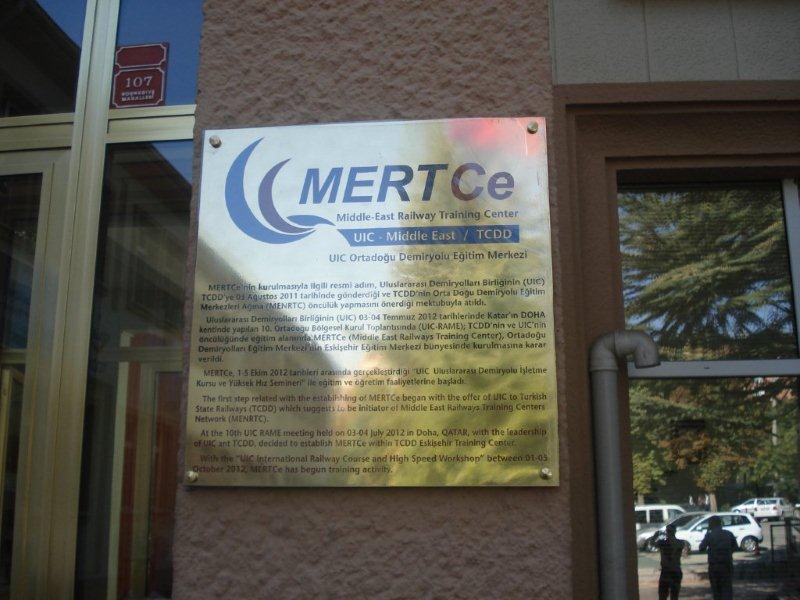 107
HOŞNUDİYE
MAHALLESİ
MERTCe
Middle-East Railway Training Center
UIC - Middle East / TCDD
UIC Ortadoğu Demiryolu Eğitim Merkezi
MERTCe'nin kurulmasıyla ilgili resmi adım, Uluslararası Demiryolları Birliğinin (UIC)
TCDD'ye 03 Ağustos 2011 tarihinde gönderdiği ve TCDD'nin Orta Doğu Demiryolu Eğitim
Merkezleri Ağına (MENRTC) öncülük yapmasını önerdiği mektubuyla atıldı.
Uluslararası Demiryolları Birliğinin (UIC) 03-04 Temmuz 2012 tarihlerinde Katar'ın DOHA
kentinde yapılan 10. Ortadoğu Bölgesel Kurul Toplantısında (UIC-RAME); TCDD'nin ve UIC'nin
öncülüğünde eğitim alanında MERTCe (Middle East Railways Training Center), Ortadoğu
Demiryolları Eğitim Merkezi'nin Eskişehir Eğitim Merkezi bünyesinde kurulmasına karar
verildi.
MERTCe, 1-5 Ekim 2012 tarihleri arasında gerçekleştirdiği "UIC Uluslararası Demiryolu İşletme
Kursu ve Yüksek Hız Semineri" ile eğitim ve öğretim faaliyetlerine başladı.
The first step related with the establishing of MERTCe began with the offer of UIC to Turkish
State Railways (TCDD) which suggests to be initiator of Middle East Railways Training Centers
Network (MENRTC).
At the 10th UIC RAME meeting held on 03-04 July 2012 in Doha, QATAR, with the leadership
of UIC ant TCDD, decided to establish MERTCe within TCDD Eskişehir Training Center.
With the "UIC International Railway Course and High Speed Workshop" between 01-05
October 2012, MERTCe has begun training activity.